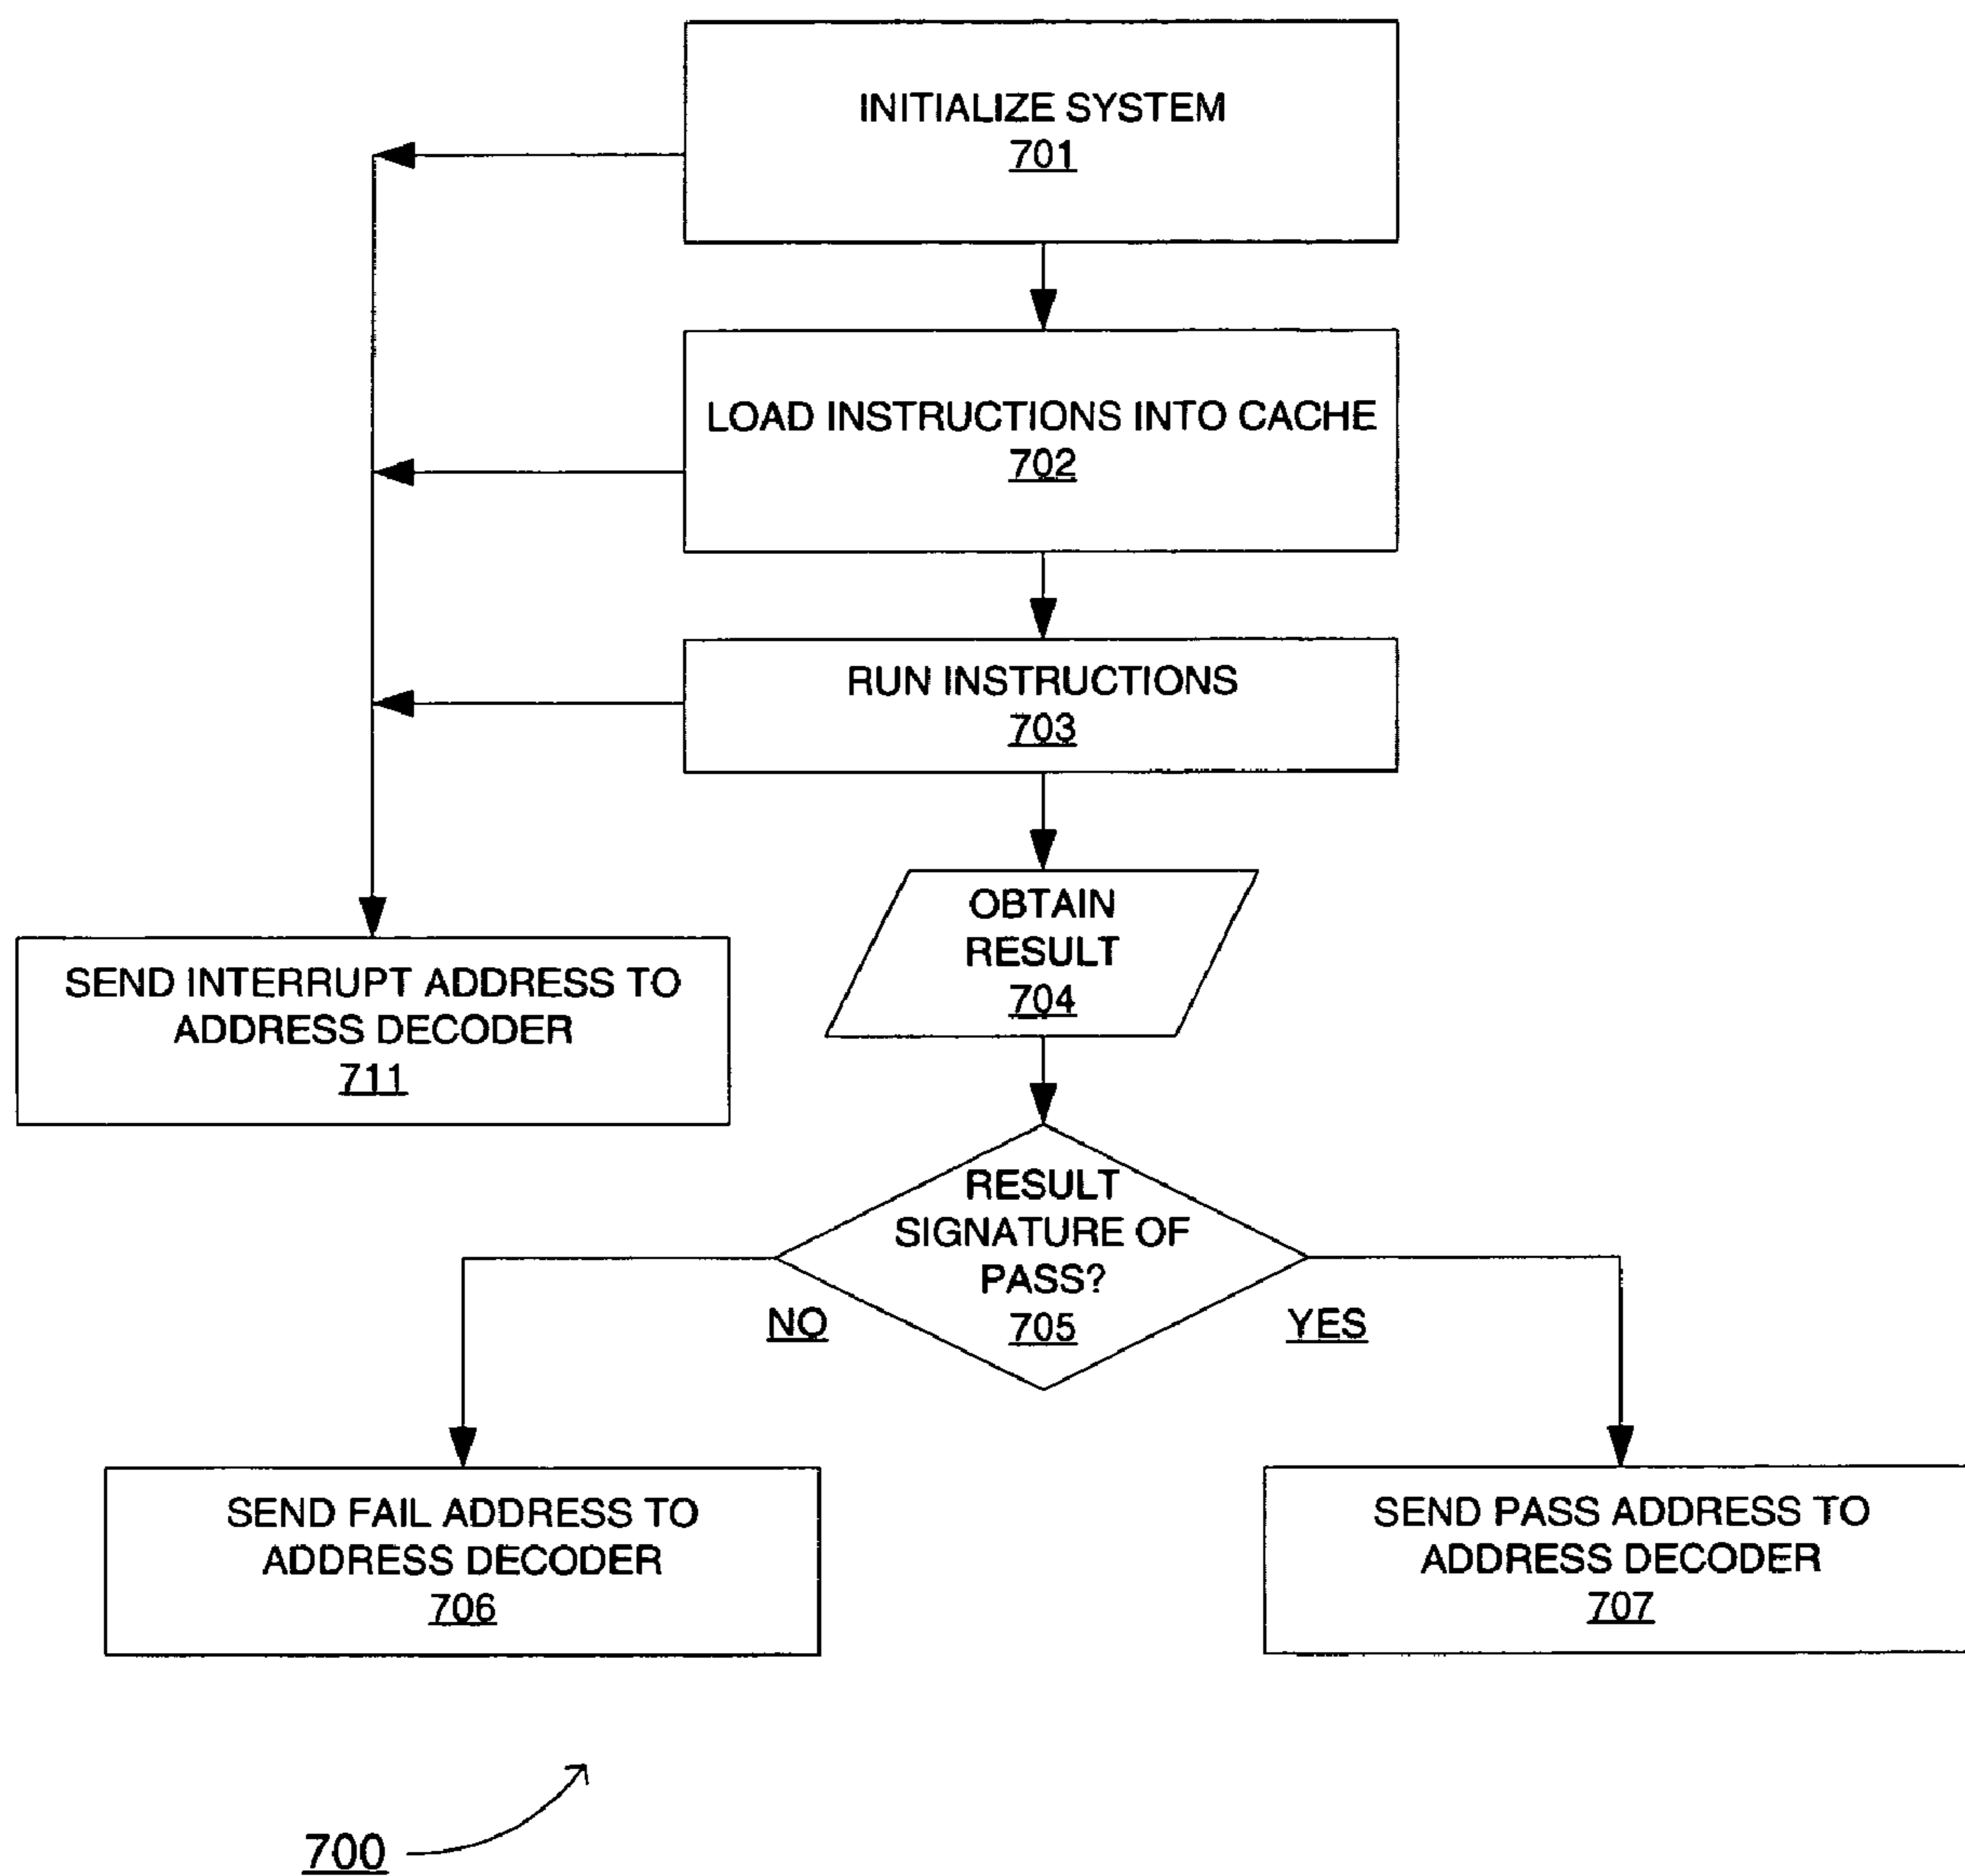 INITIALIZE SYSTEM
701
LOAD INSTRUCTIONS INTO CACHE
702
RUN INSTRUCTIONS
703
OBTAIN
RESULT
704
SEND INTERRUPT ADDRESS TO
ADDRESS DECODER
711
RESULT
SIGNATURE OF
PASS?
705
NO
YES
SEND FAIL ADDRESS TO
ADDRESS DECODER
706
SEND PASS ADDRESS TO
ADDRESS DECODER
707
700